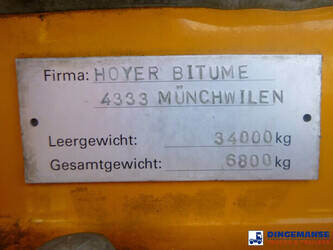 Firma: HOYER BITUME
4333 MÜNCHWILEN
Leergewicht: 34000kg
Gesamtgewicht: 6800kg
DINGEMANSE